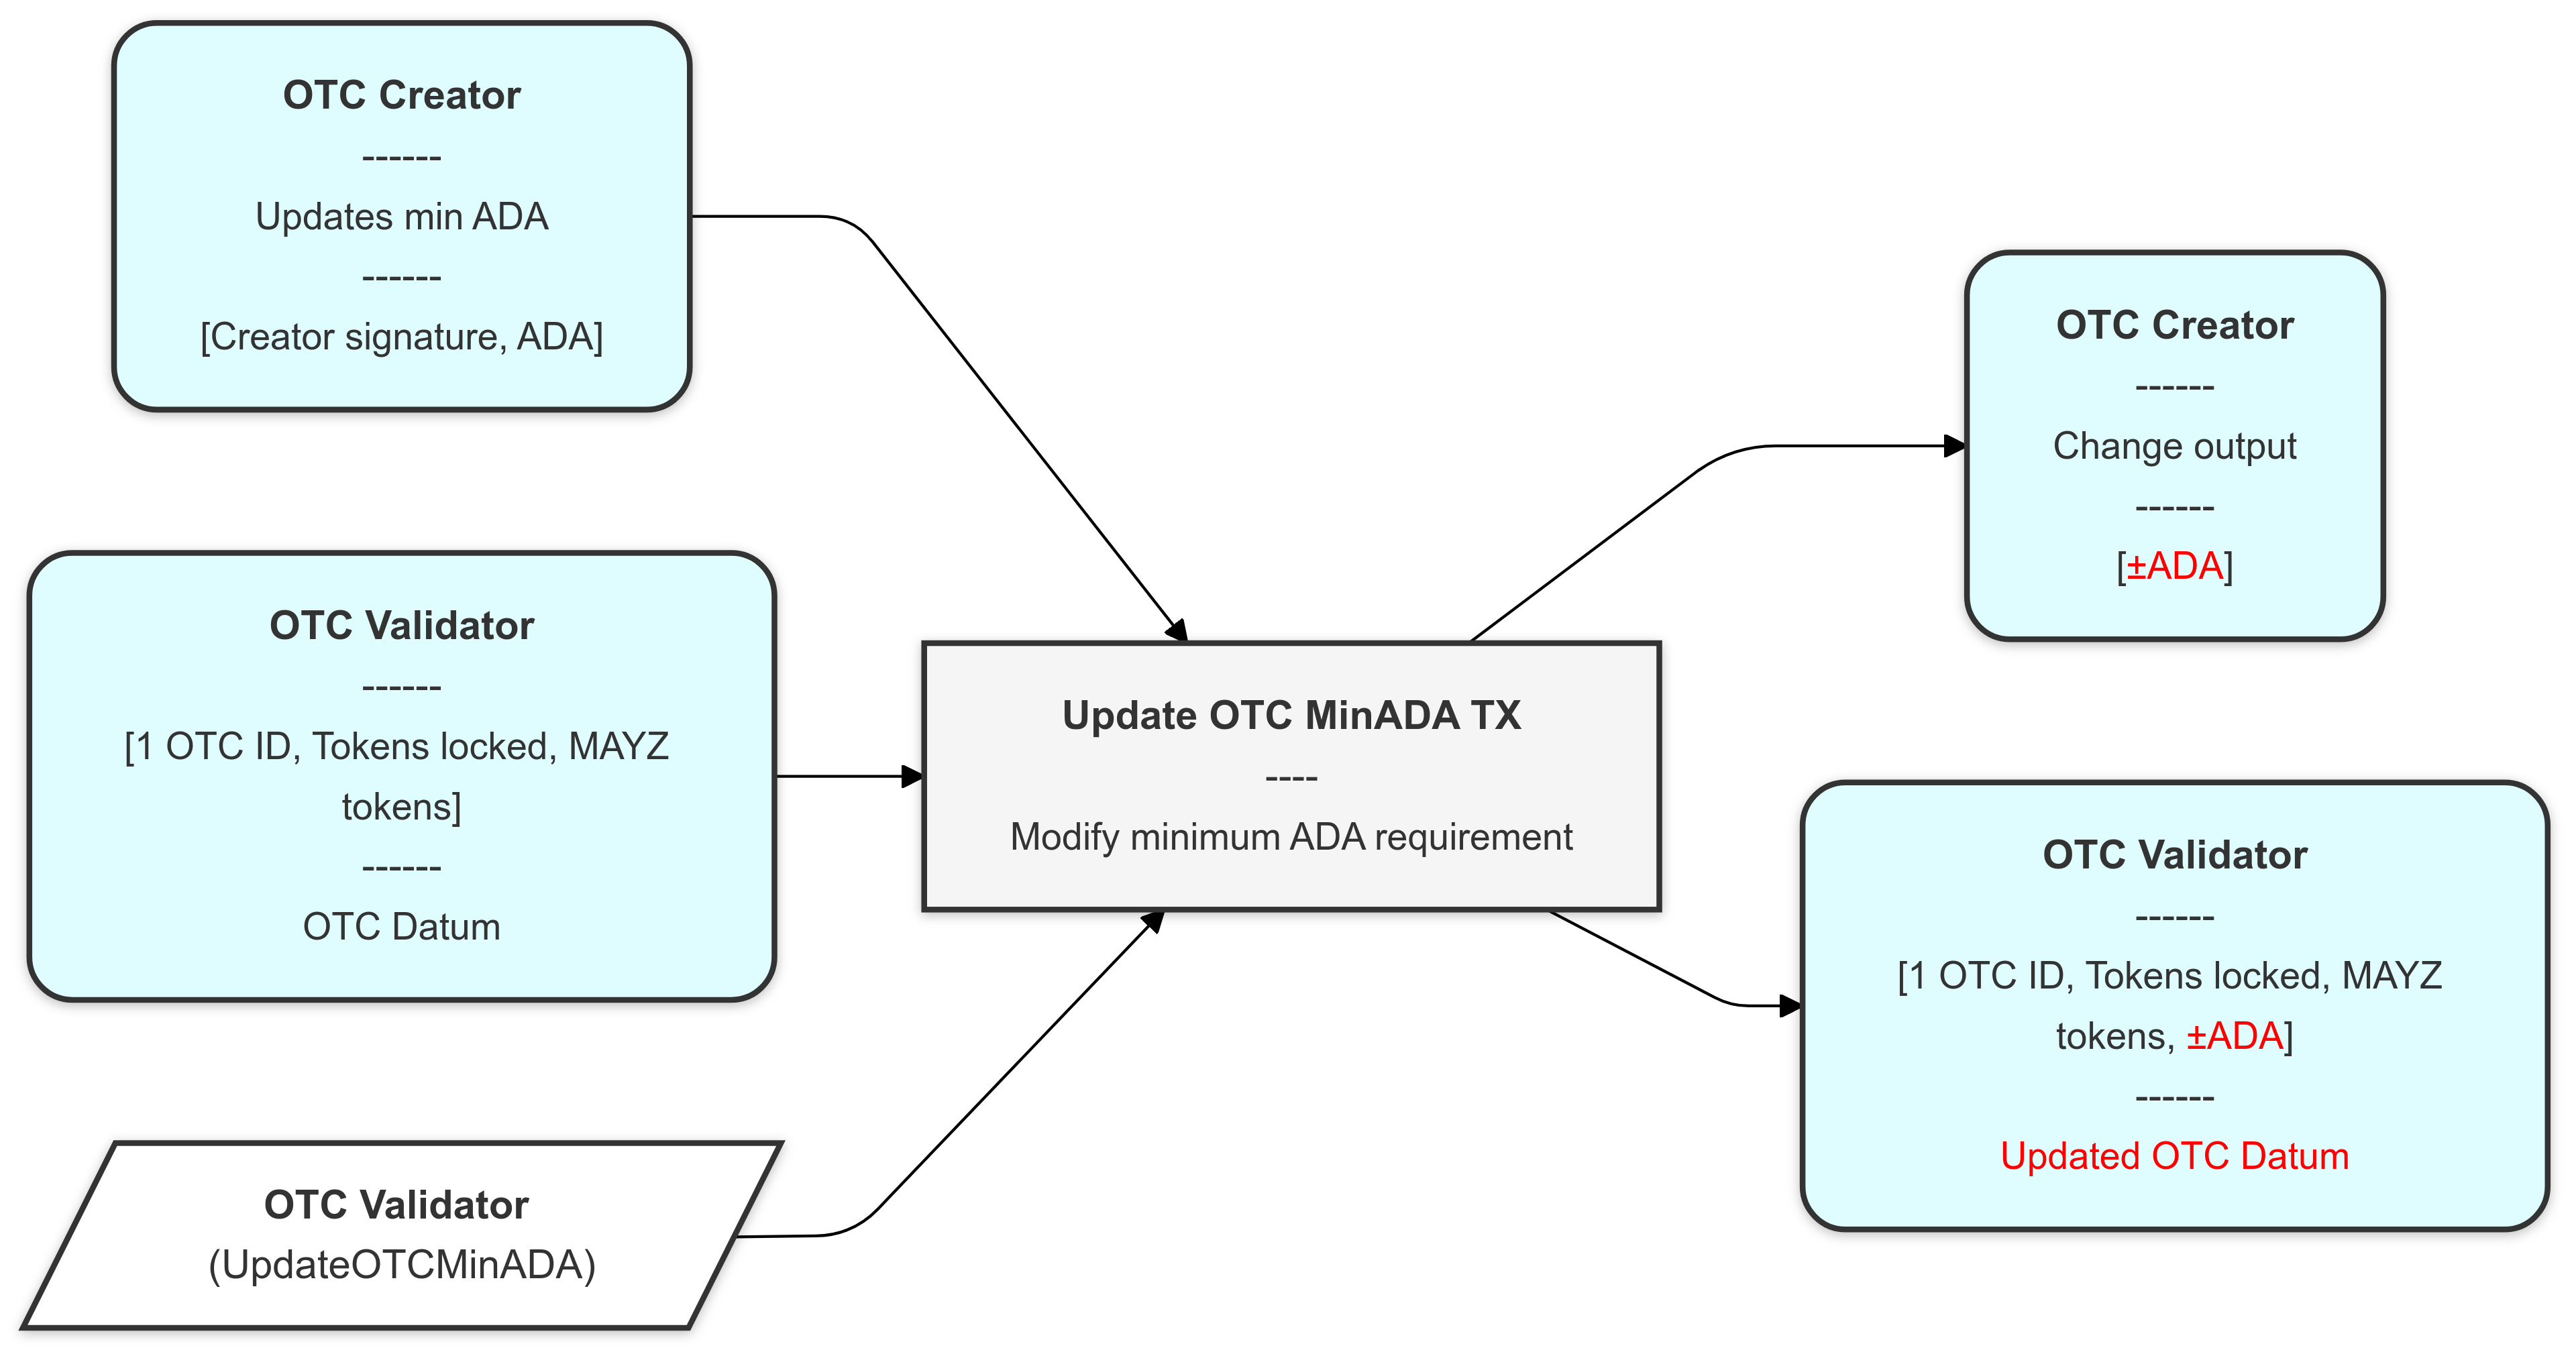 OTC Creator
------
Updates min ADA
------
[Creator signature, ADA]
OTC Validator
------
[1 OTC ID, Tokens locked, MAYZ
tokens]
------
OTC Datum
OTC Validator
(UpdateOTCMinADA)
Update OTC MinADA TX
----
Modify minimum ADA requirement
OTC Creator
------
Change output
------
[±ADA]
OTC Validator
------
[1 OTC ID, Tokens locked, MAYZ
tokens, ±ADA]
------
Updated OTC Datum